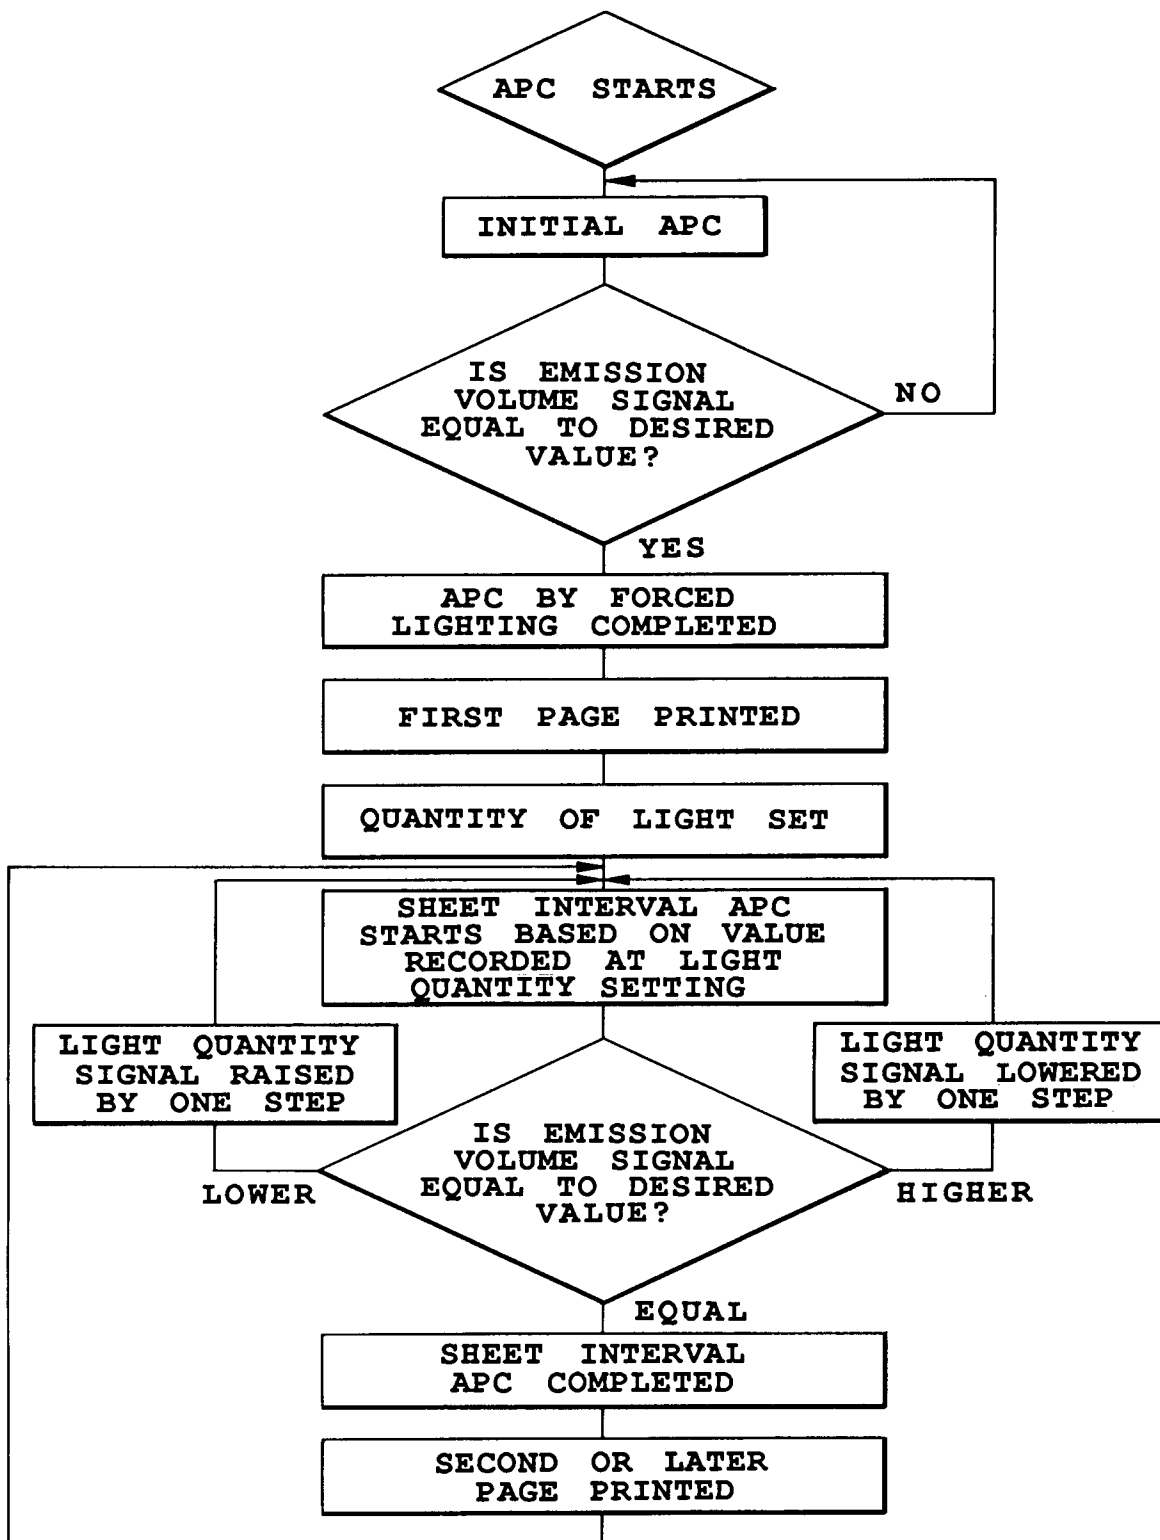 APC STARTS
INITIAL APC
IS EMISSION
VOLUME SIGNAL
EQUAL TO DESIRED
VALUE?
NO
YES
APC BY FORCED
LIGHTING COMPLETED
FIRST PAGE PRINTED
QUANTITY OF LIGHT SET
SHEET INTERVAL APC
STARTS BASED ON VALUE
RECORDED AT LIGHT
QUANTITY SETTING
LIGHT QUANTITY
SIGNAL RAISED
BY ONE STEP
LIGHT QUANTITY
SIGNAL LOWERED
BY ONE STEP
IS EMISSION
VOLUME SIGNAL
EQUAL TO DESIRED
VALUE?
LOWER
HIGHER
EQUAL
SHEET INTERVAL
APC COMPLETED
SECOND OR LATER
PAGE PRINTED